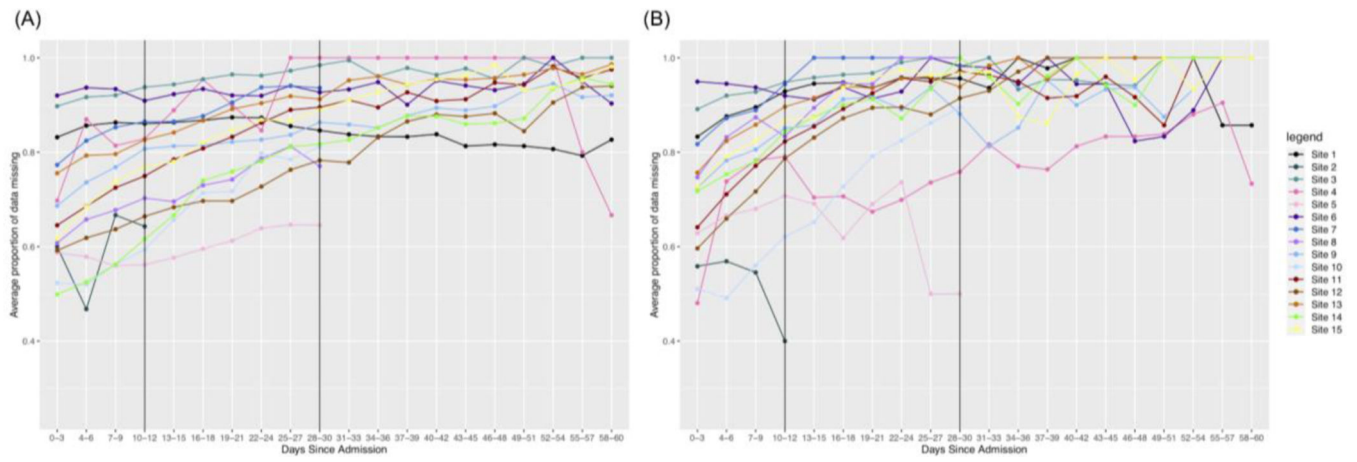 (A)
(B)
Average proportion of data missing
1.0
0.8
0.6
0.4
0–3 4–6 7–9 10–12 13–15 16–18 19–21 22–24 25–27 28–30 31–33 34–36 37–39 40–42 43–45 46–48 49–51 52–54 55–57 58–60
Days Since Admission
Average proportion of data missing
1.0
0.8
0.6
0.4
0–3 4–6 7–9 10–12 13–15 16–18 19–21 22–24 25–27 28–30 31–33 34–36 37–39 40–42 43–45 46–48 49–51 52–54 55–57 58–60
Days Since Admission
legend
Site 1
Site 2
Site 3
Site 4
Site 5
Site 6
Site 7
Site 8
Site 9
Site 10
Site 11
Site 12
Site 13
Site 14
Site 15